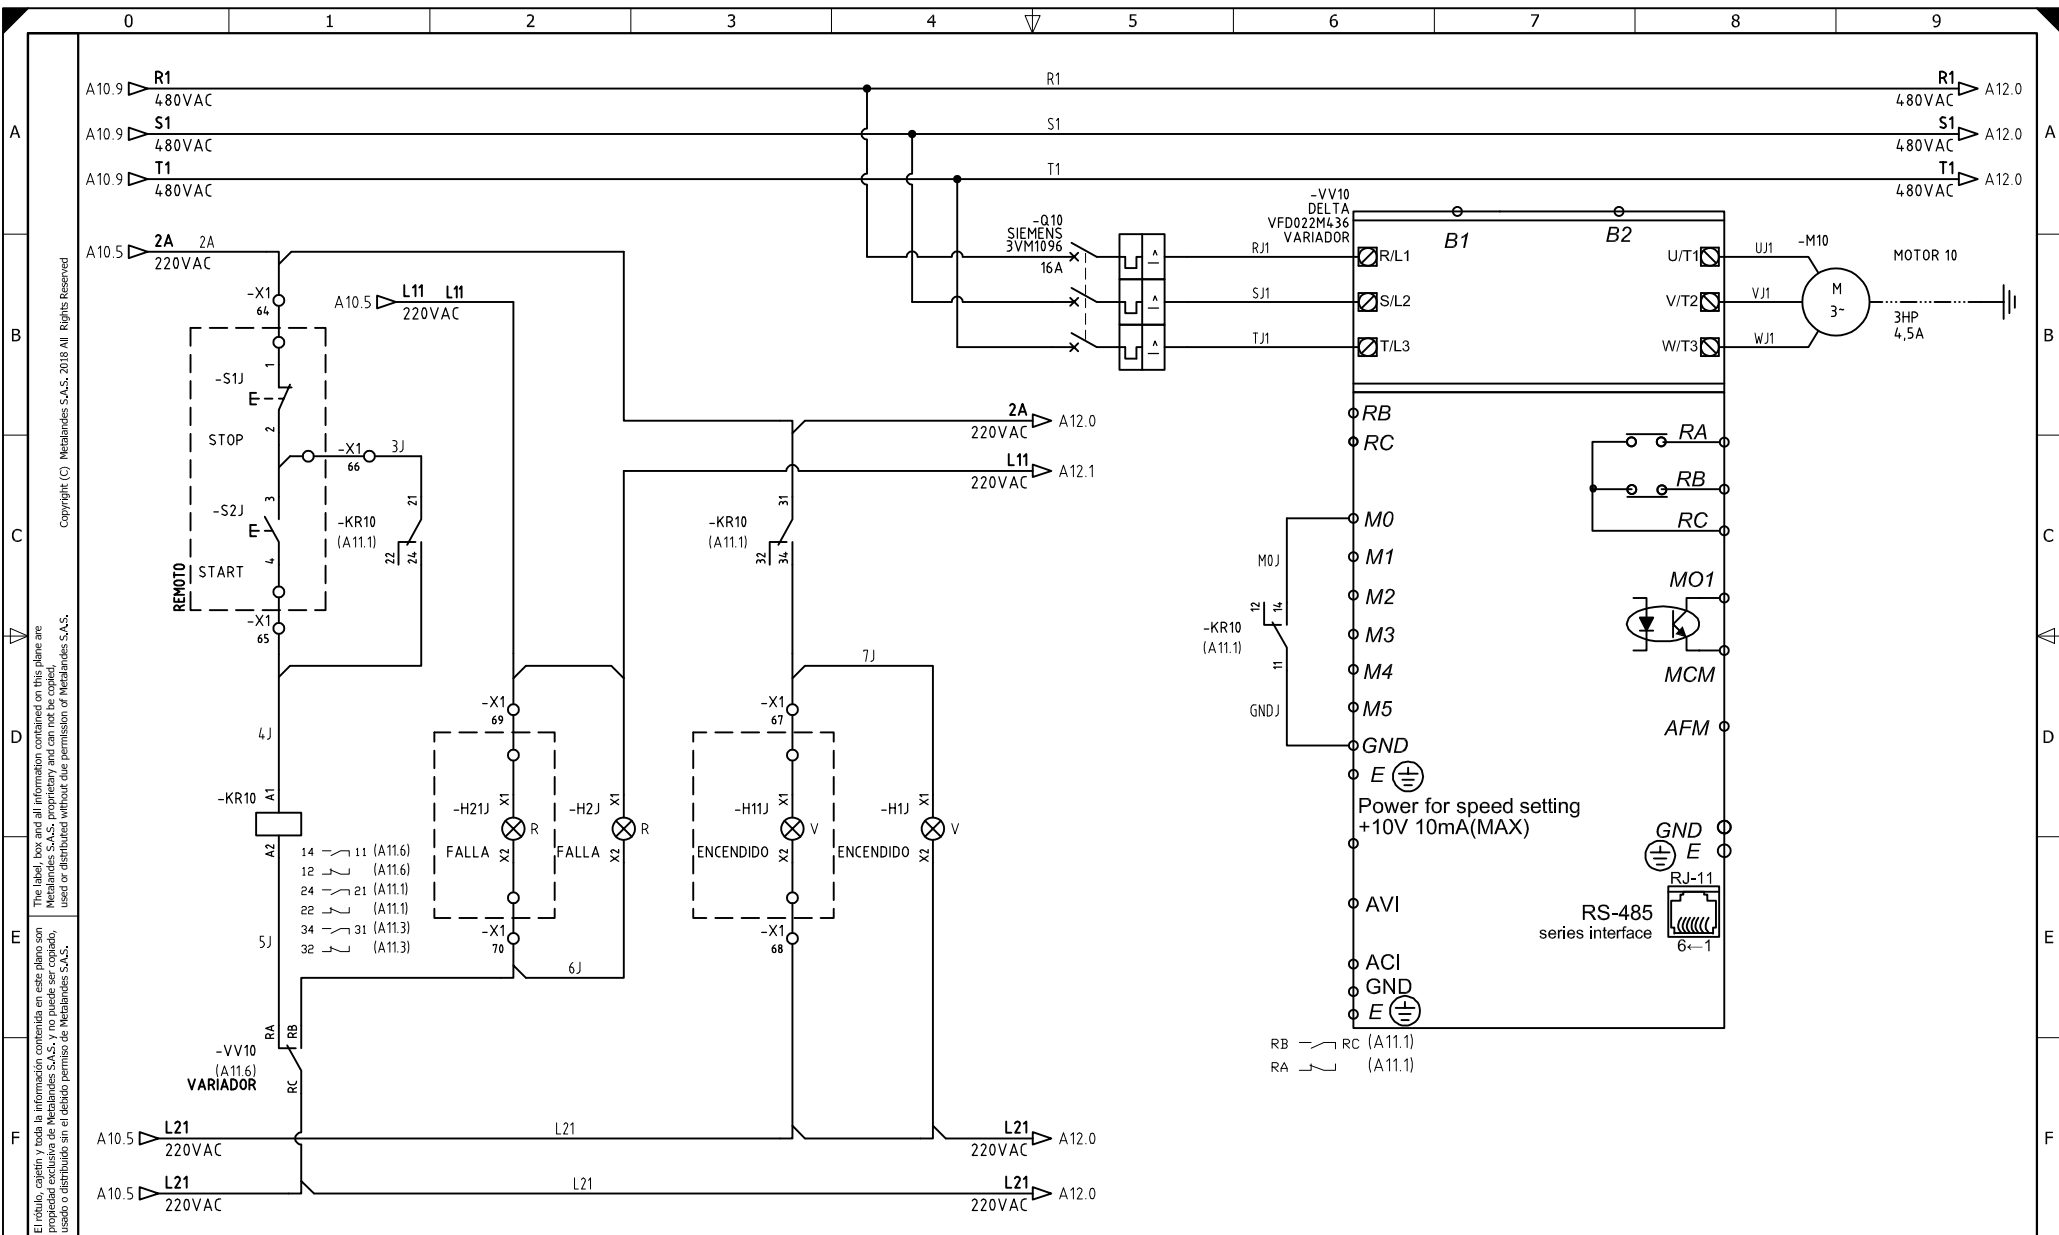 0 1 2 3 4 5 6 7 8 9
A
B
C
D
E
F
A
B
C
D
E
F
Copyright (C) Metalandes S.A.S. 2018 All Rights Reserved
The label, box and all information contained on this plane are
Metalandes S.A.S. proprietary and can not be copied,
used or distributed without due permission of Metalandes S.A.S.
El rótulo, cajetín y toda la información contenida en este plano son
propiedad exclusiva de Metalandes S.A.S. y no puede ser copiado,
usado o distribuido sin el debido permiso de Metalandes S.A.S.
A10.9 R1 480VAC R1 R1 480VAC A12.0
A10.9 S1 480VAC S1 S1 480VAC A12.0
A10.9 T1 480VAC T1 T1 480VAC A12.0
A10.5 2A 220VAC 2A
A10.5 L11 220VAC L11
-X1
64
1
-S1J
E
2
STOP
-X1
66
3J
3
-S2J
E
4
START
REMOTO
-X1
65
21
-KR10
(A11.1)
22
24
4J
-KR10
A1
A2
14 11 (A11.6)
12 (A11.6)
24 21 (A11.1)
22 (A11.1)
34 31 (A11.3)
32 (A11.3)
5J
RA
RB
-VV10
(A11.6)
VARIADOR
RC
-X1
69
-H21J
X1
R
FALLA
X2
-X1
70
6J
-H2J
X1
R
FALLA
X2
2A
220VAC
A12.0
L11
220VAC
A12.1
31
-KR10
(A11.1)
32
34
7J
-X1
67
-H11J
X1
V
ENCENDIDO
X2
-X1
68
-H1J
X1
V
ENCENDIDO
X2
A10.5 L21 220VAC L21 L21 220VAC A12.0
A10.5 L21 220VAC L21 L21 220VAC A12.0
-Q10
SIEMENS
3VM1096
16A
RJ1
SJ1
TJ1
-VV10
DELTA
VFD022M436
VARIADOR
B1
B2
R/L1
S/L2
T/L3
U/T1
V/T2
W/T3
UJ1
VJ1
WJ1
-M10
M
3~
MOTOR 10
3HP
4,5A
RB
RC
M0
M1
M2
M3
M4
M5
GND
E
M0J
12
14
-KR10
(A11.1)
11
GNDJ
Power for speed setting
+10V 10mA(MAX)
AVI
ACI
GND
E
RA
RB
RC
MO1
MCM
AFM
GND
E
RJ-11
RS-485
series interface
6←1
RB RC (A11.1)
RA (A11.1)